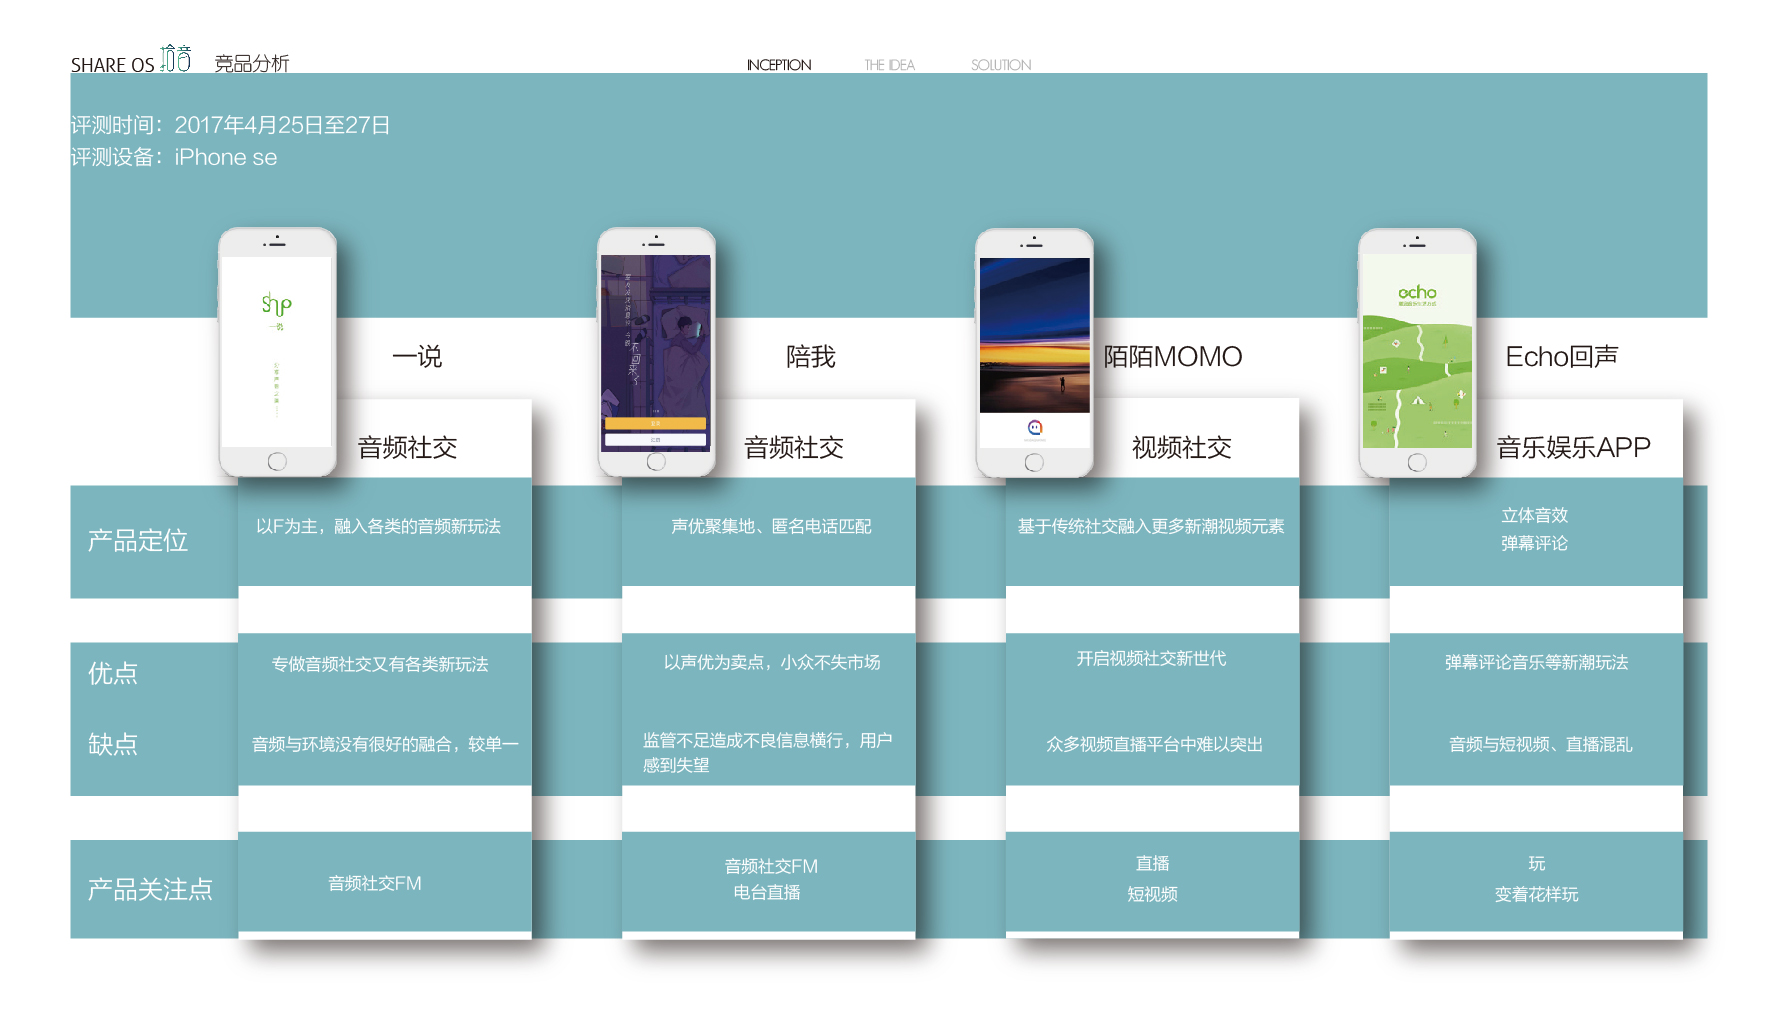 SHARE OS 拾音 竞品分析
INCEPTION THE IDEA SOLUTION
评测时间：2017年4月25日至27日
评测设备：iPhone se
一说 陪我 陌陌MOMO Echo回声
音频社交 音频社交 视频社交 音乐娱乐APP
shUp
一说
不回来了
echo
产品定位
以F为主，融入各类的音频新玩法
声优聚集地、匿名电话匹配
基于传统社交融入更多新潮视频元素
立体音效
弹幕评论
优点
专做音频社交又有各类新玩法
以声优为卖点，小众不失市场
开启视频社交新世代
弹幕评论音乐等新潮玩法
缺点
音频与环境没有很好的融合，较单一
监管不足造成不良信息横行，用户
感到失望
众多视频直播平台中难以突出
音频与短视频、直播混乱
产品关注点
音频社交FM
音频社交FM
电台直播
直播
短视频
玩
变着花样玩